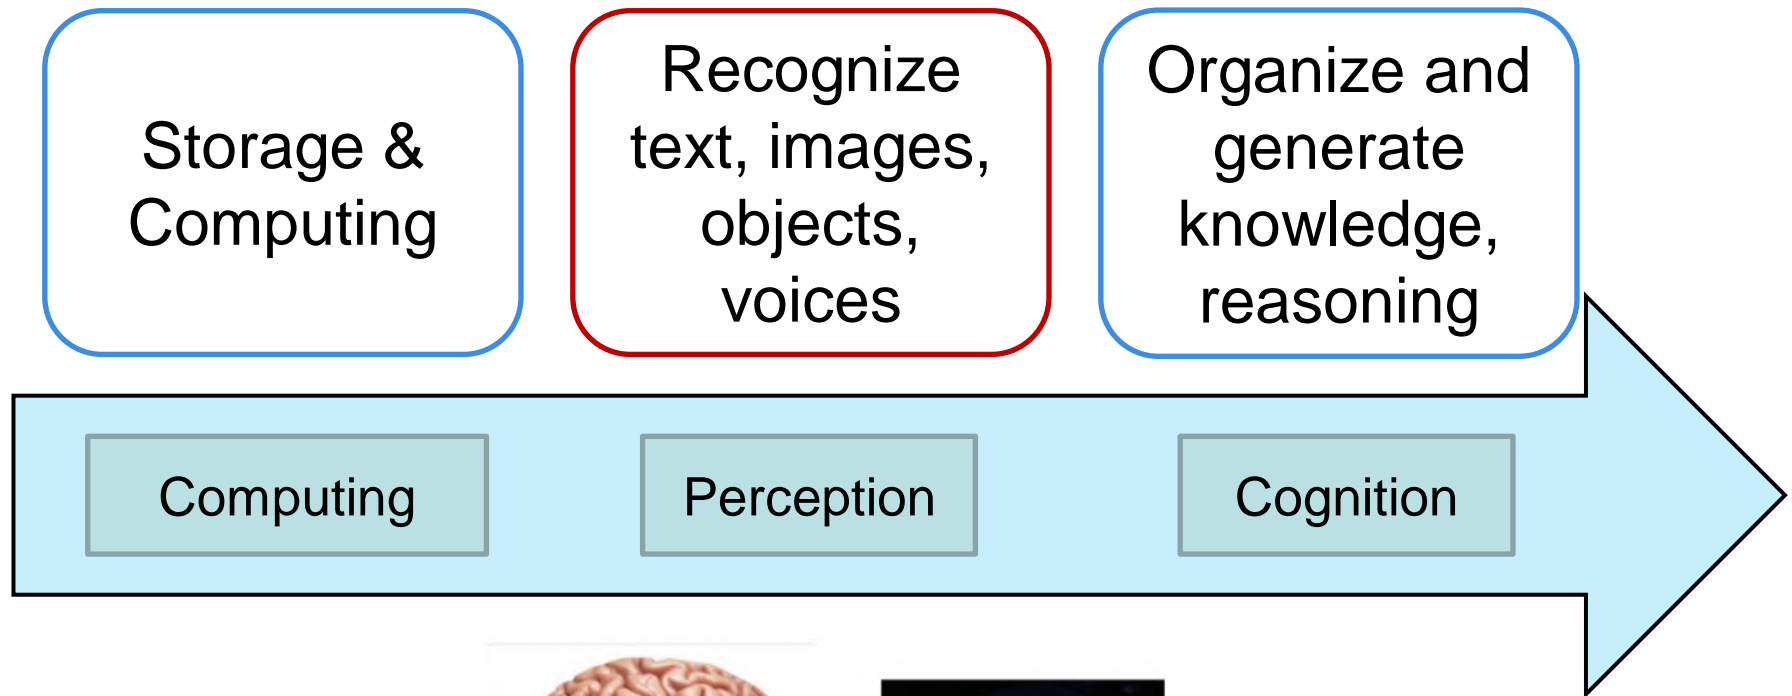 Storage &
Computing
Recognize
text, images,
objects,
voices
Organize and
generate
knowledge,
reasoning
Computing
Perception
Cognition